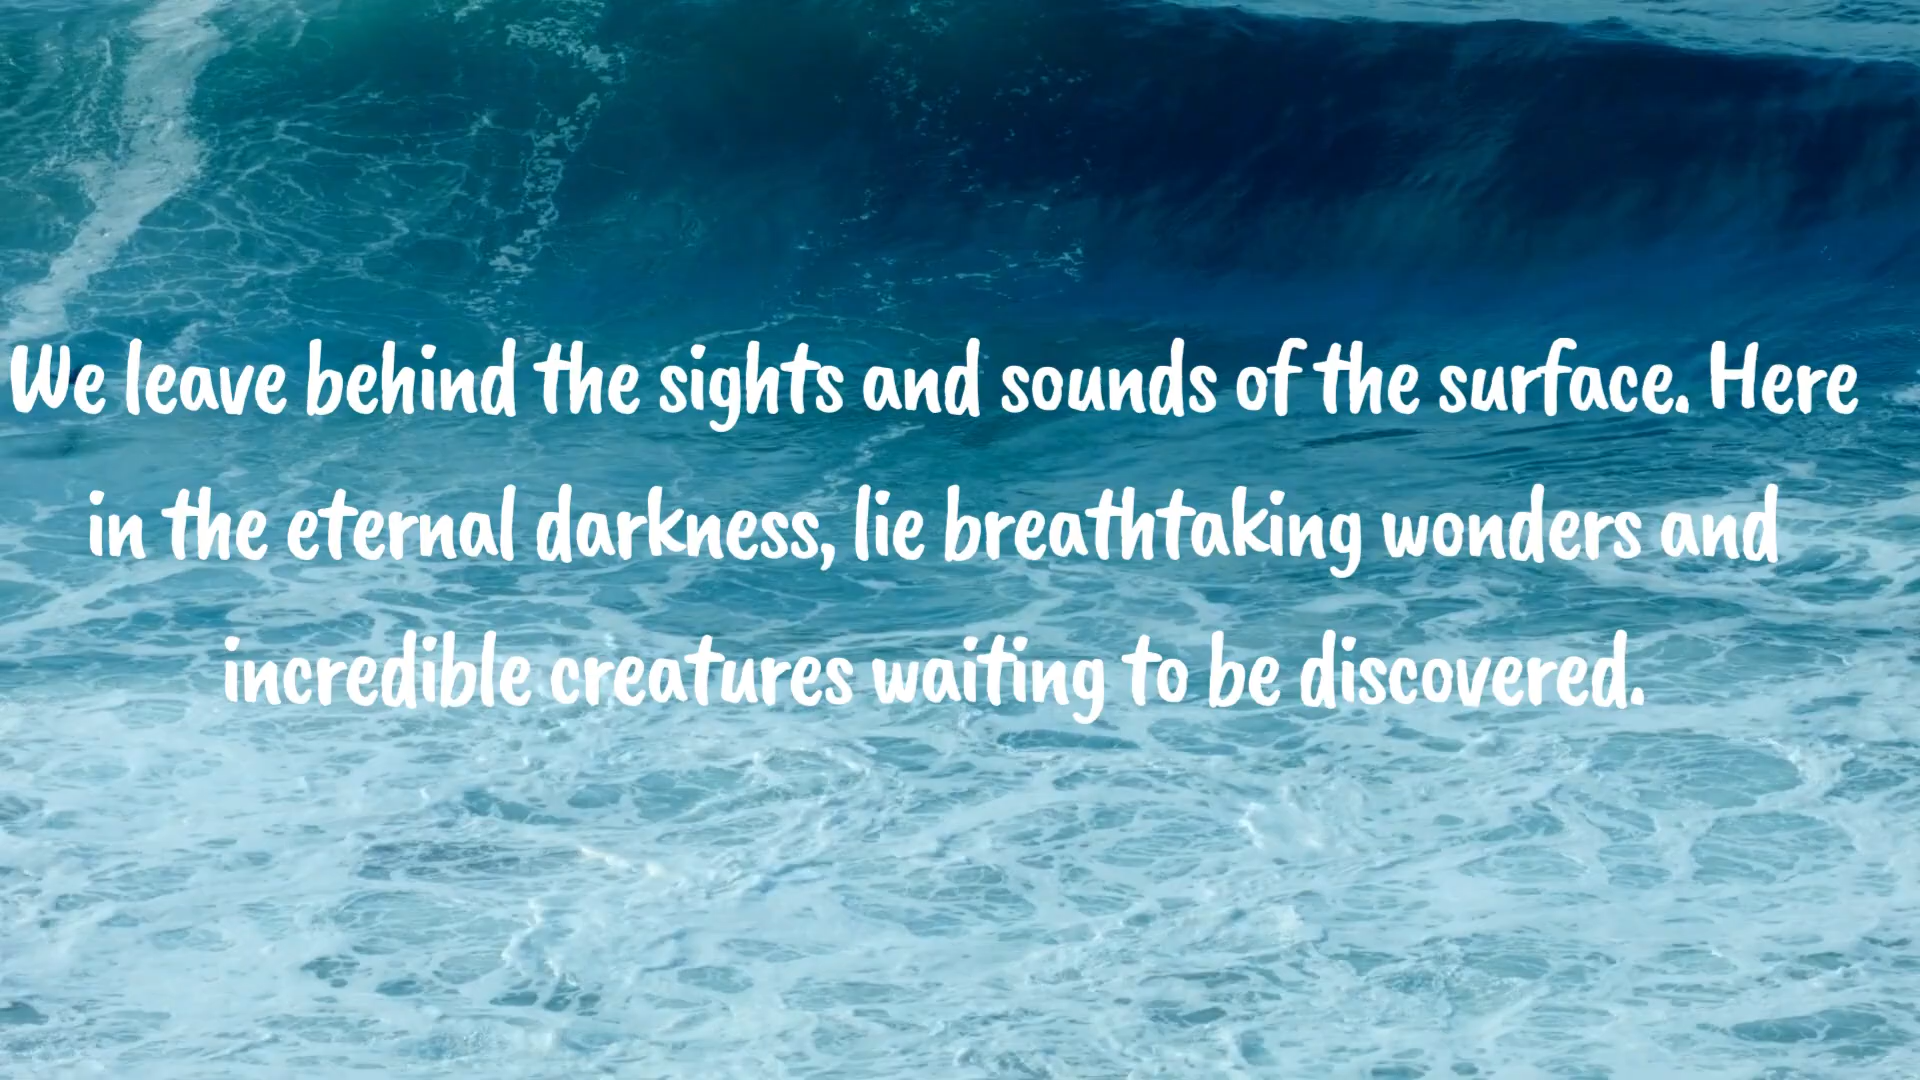 We leave behind the sights and sounds of the surface. Here
in the eternal darkness, lie breathtaking wonders and
incredible creatures waiting to be discovered.